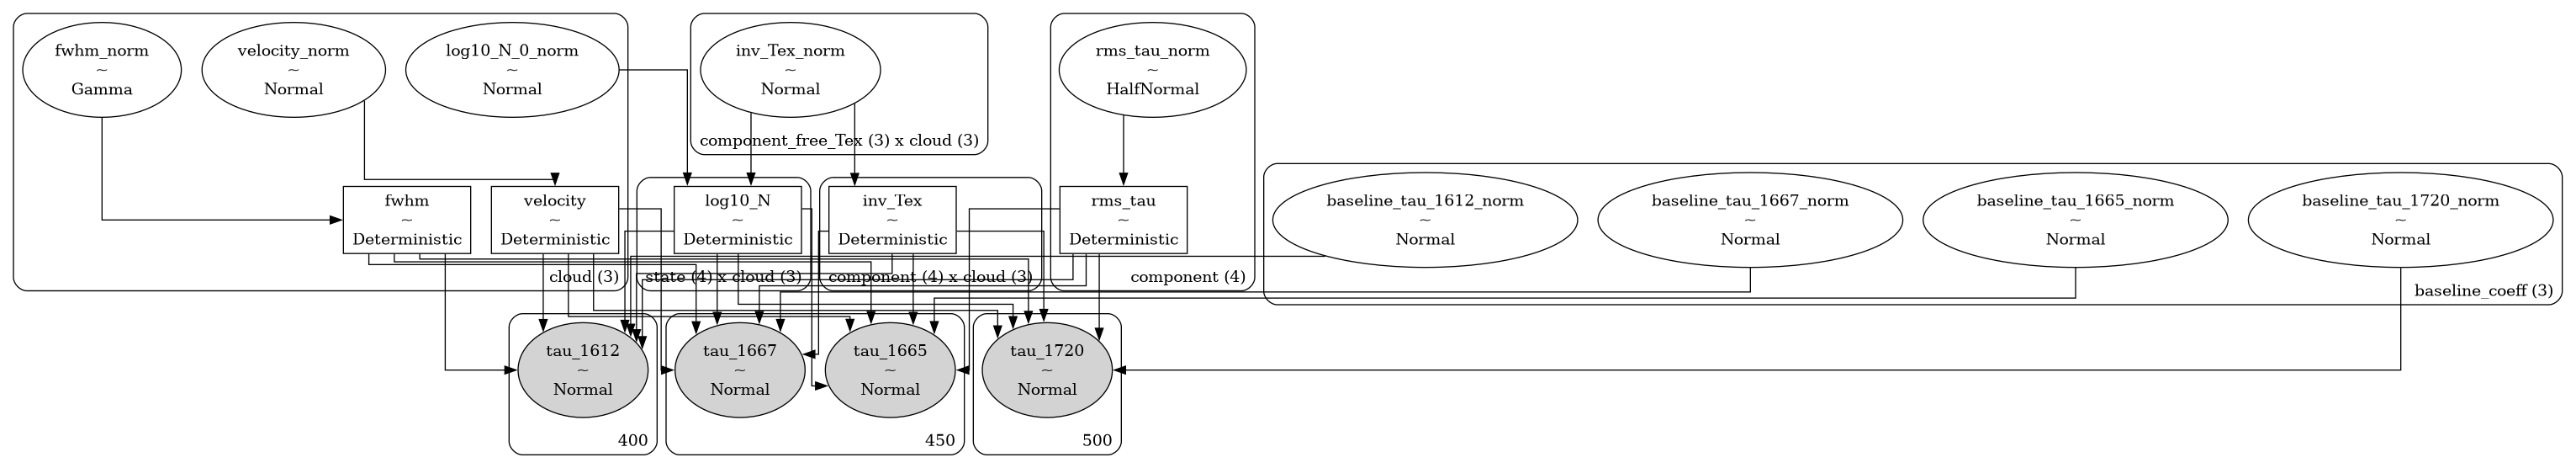 fwhm_norm
~
Gamma
velocity_norm
~
Normal
log10_N_0_norm
~
Normal
inv_Tex_norm
~
Normal
component_free_Tex (3) x cloud (3)
rms_tau_norm
~
HalfNormal
fwhm
~
Deterministic
velocity
~
Deterministic
cloud (3)
log10_N
~
Deterministic
state (4) x cloud (3)
inv_Tex
~
Deterministic
component (4) x cloud (3)
rms_tau
~
Deterministic
component (4)
baseline_tau_1612_norm
~
Normal
baseline_tau_1667_norm
~
Normal
baseline_tau_1665_norm
~
Normal
baseline_tau_1720_norm
~
Normal
baseline_coeff (3)
tau_1612
~
Normal
400
tau_1667
~
Normal
tau_1665
~
Normal
450
tau_1720
~
Normal
500